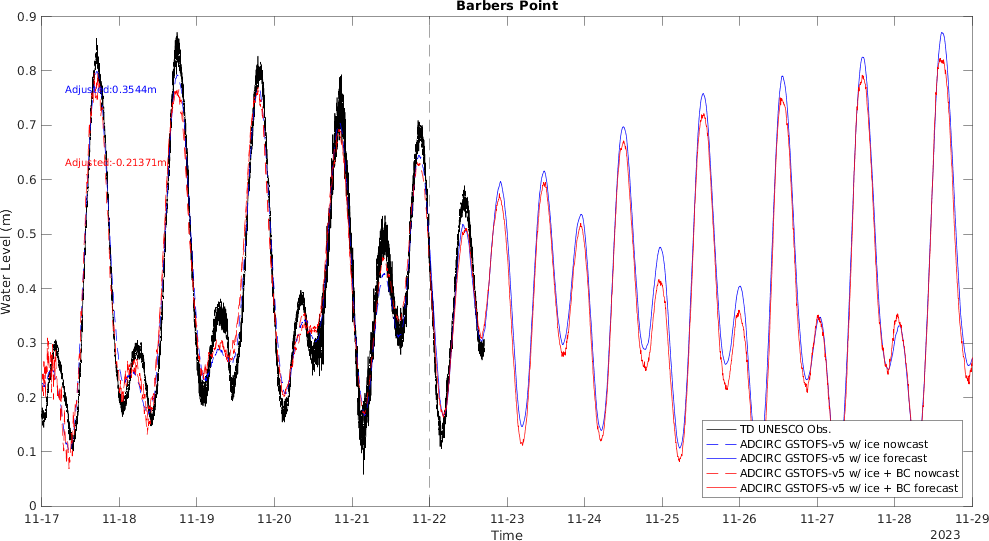 Barbers Point
Water Level (m)
0.9
0.8
0.7
0.6
0.5
0.4
0.3
0.2
0.1
0
Adjusted:0.3544m
Adjusted:-0.21371m
TD UNESCO Obs.
ADCIRC GSTOFS-v5 w/ ice nowcast
ADCIRC GSTOFS-v5 w/ ice forecast
ADCIRC GSTOFS-v5 w/ ice + BC nowcast
ADCIRC GSTOFS-v5 w/ ice + BC forecast
11-17 11-18 11-19 11-20 11-21 11-22 11-23 11-24 11-25 11-26 11-27 11-28 11-29
Time
2023